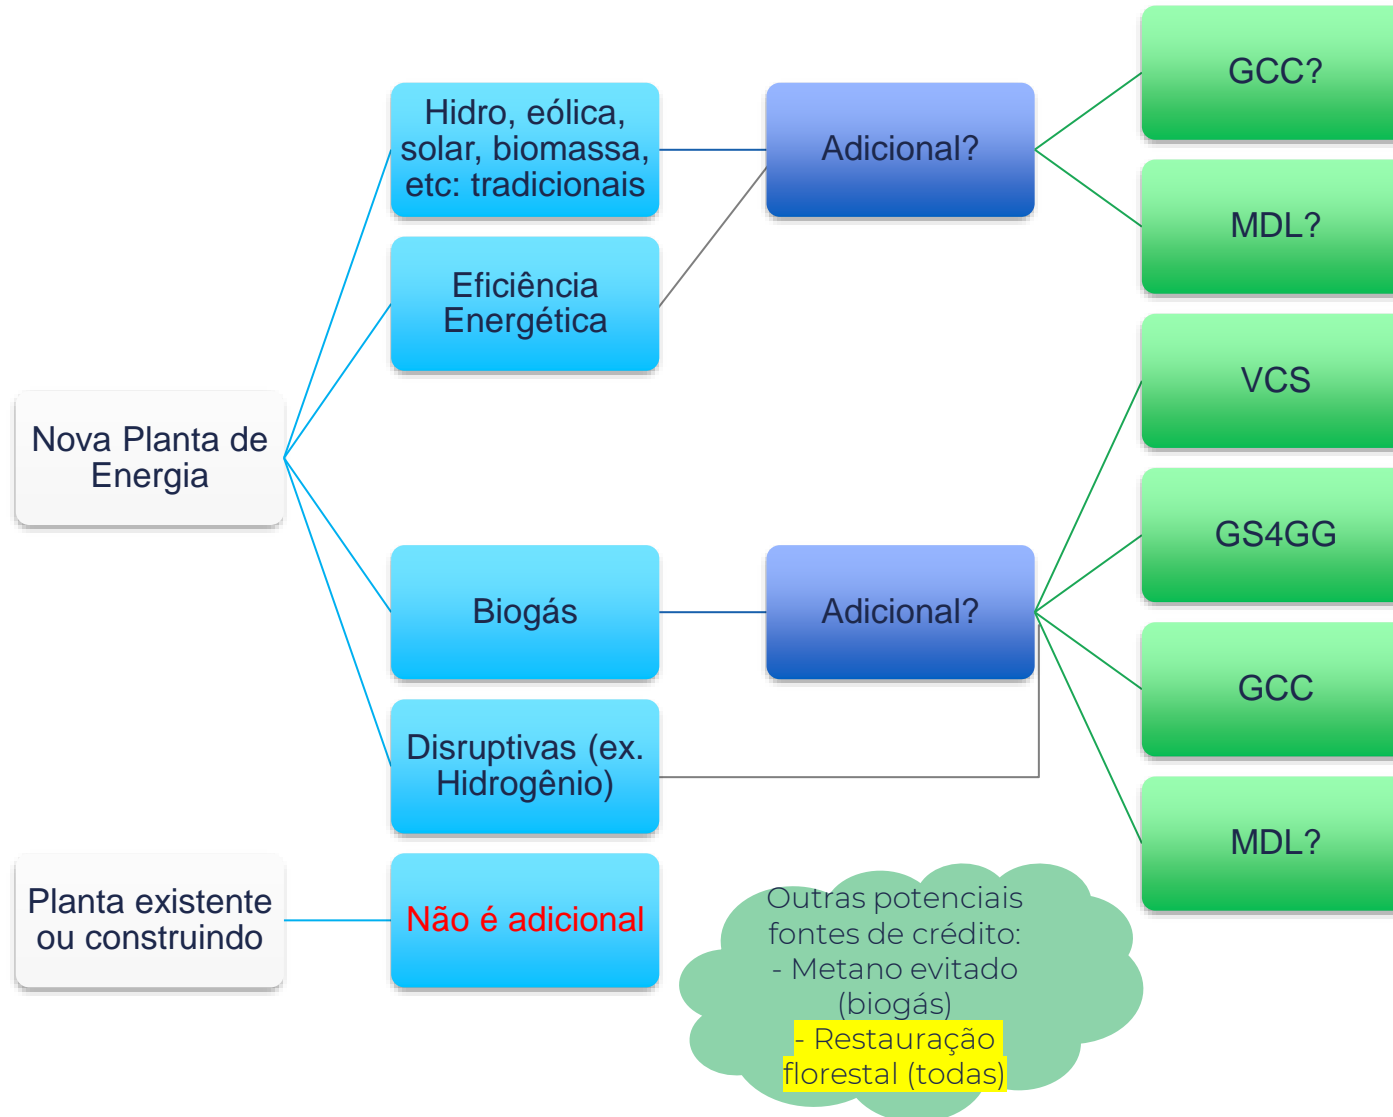 Nova Planta de
Energia
Hidro, eólica,
solar, biomassa,
etc: tradicionais
Adicional?
GCC?
MDL?
Eficiência
Energética
Biogás
Adicional?
VCS
GS4GG
GCC
MDL?
Disruptivas (ex.
Hidrogênio)
Planta existente
ou construindo
Não é adicional
Outras potenciais
fontes de crédito:
- Metano evitado
(biogás)
- Restauração
florestal (todas)